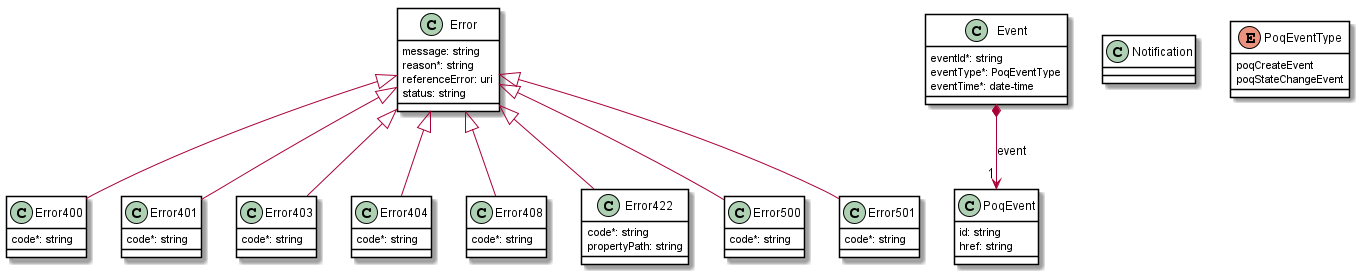 C Error
message: string
reason*: string
referenceError: uri
status: string
C Event
eventId*: string
eventType*: PoqEventType
eventTime*: date-time
C Notification
E PoqEventType
poqCreateEvent
poqStateChangeEvent
event
1
C Error400
code*: string
C Error401
code*: string
C Error403
code*: string
C Error404
code*: string
C Error408
code*: string
C Error422
code*: string
propertyPath: string
C Error500
code*: string
C Error501
code*: string
C PoqEvent
id: string
href: string